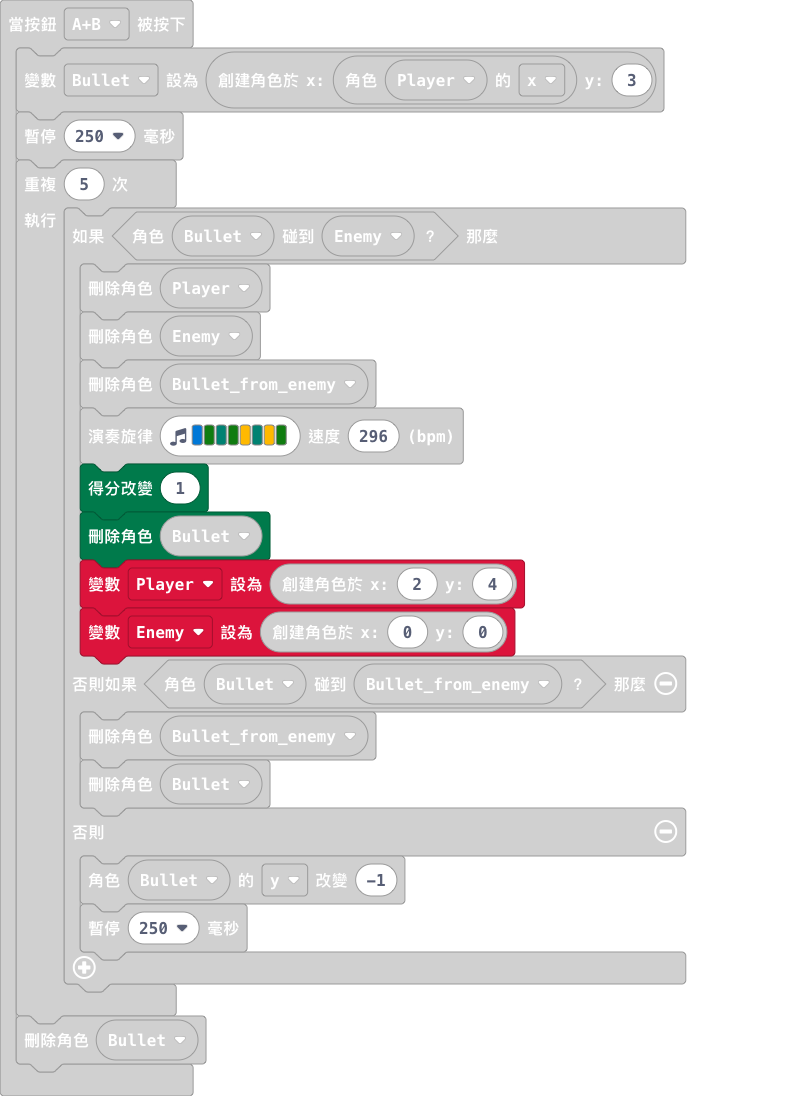 當按鈕 A+B 被按下
變數 Bullet 設為 創建角色於 x: 角色 Player 的 x y: 3
暫停 250 毫秒
重複 5 次
執行
如果 角色 Bullet 碰到 Enemy ? 那麼
刪除角色 Player
刪除角色 Enemy
刪除角色 Bullet_from_enemy
演奏旋律 速度 296 (bpm)
得分改變 1
刪除角色 Bullet
變數 Player 設為 創建角色於 x: 2 y: 4
變數 Enemy 設為 創建角色於 x: 0 y: 0
否則如果 角色 Bullet 碰到 Bullet_from_enemy ? 那麼
刪除角色 Bullet_from_enemy
刪除角色 Bullet
否則
角色 Bullet 的 y 改變 -1
暫停 250 毫秒
刪除角色 Bullet